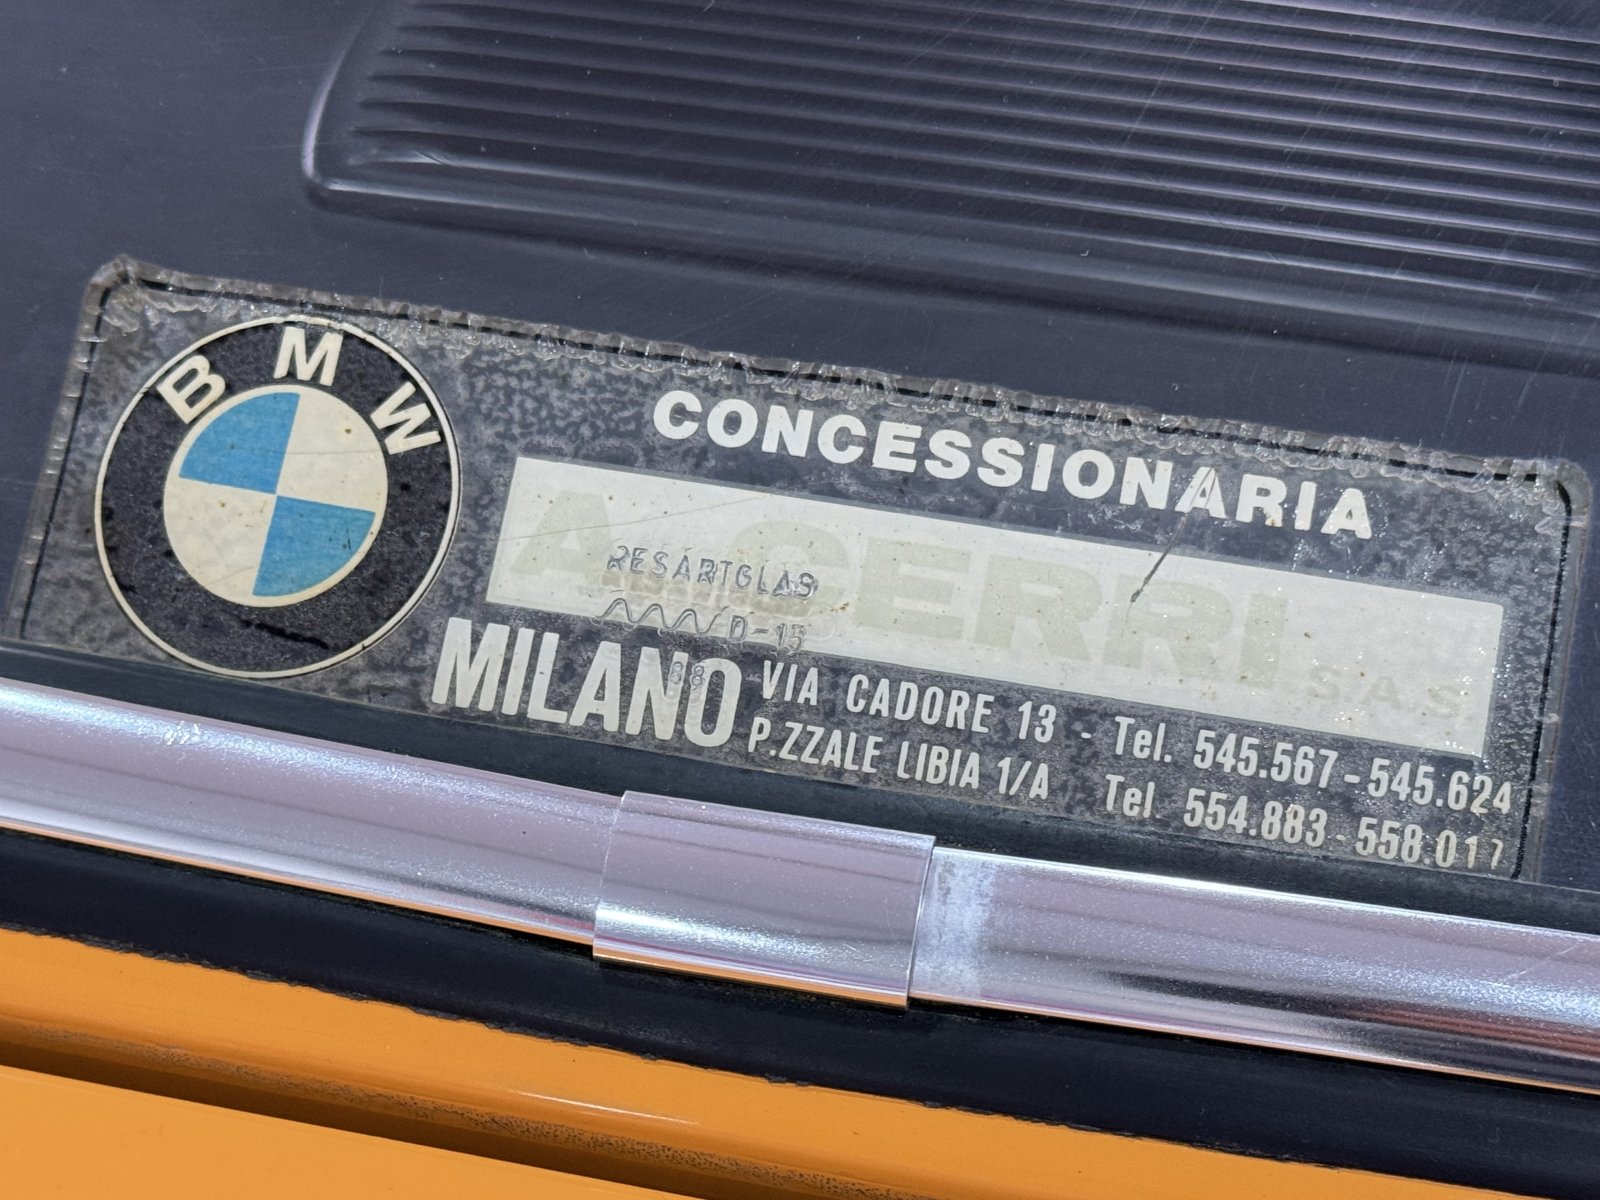 BMW
CONCESSIONARIA
A. CERRI S.A.S.
RESARTGLAS
D-15
88
MILANO
VIA CADORE 13 - Tel. 545.567-545.624
P.ZZALE LIBIA 1/A Tel 554.883-558.017